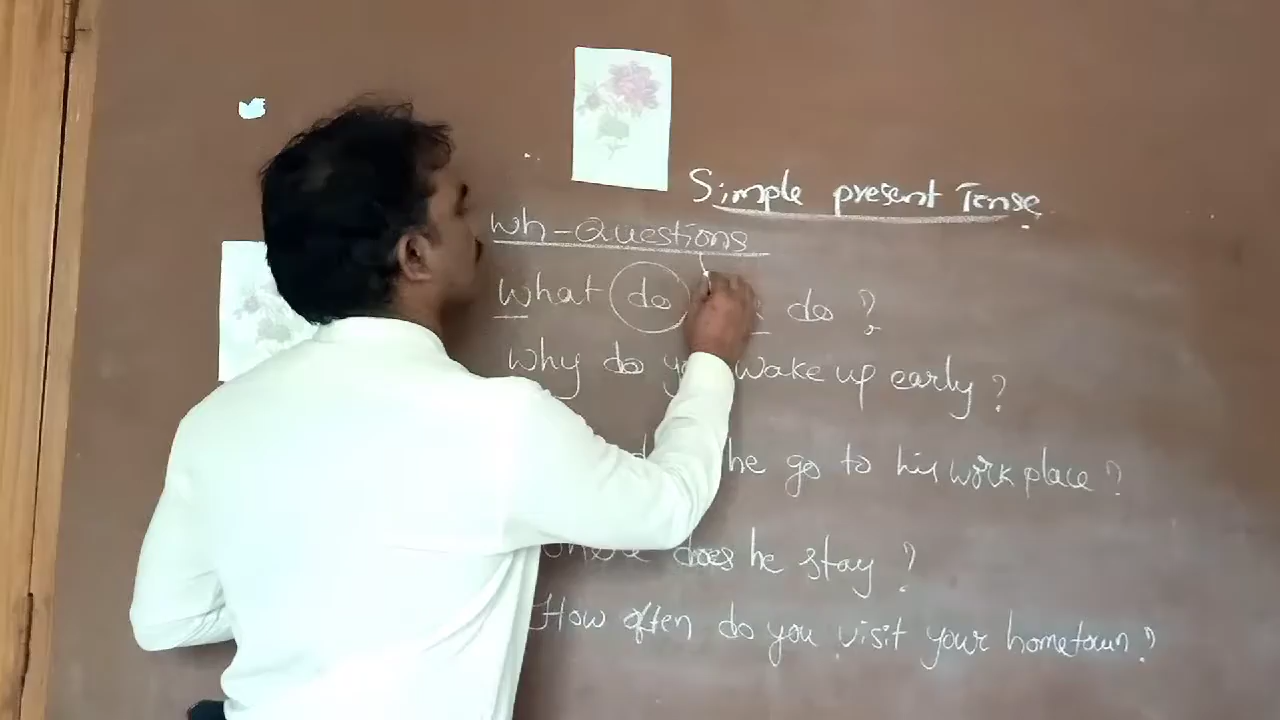 Simple present Tense
Wh-Questions
What do do ?
Why do you wake up early ?
he go to his work place ?
Where does he stay ?
How often do you visit your hometown ?